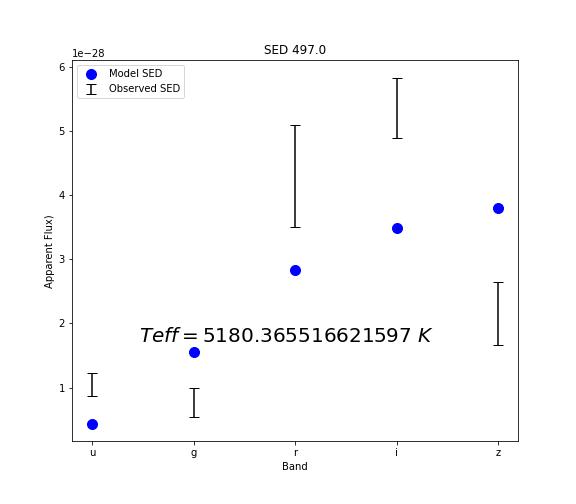 SED 497.0
1e−28
Model SED
Observed SED
6
5
4
3
2
1
Apparent Flux)
Teff = 5180.365516621597 K
u g r i z
Band